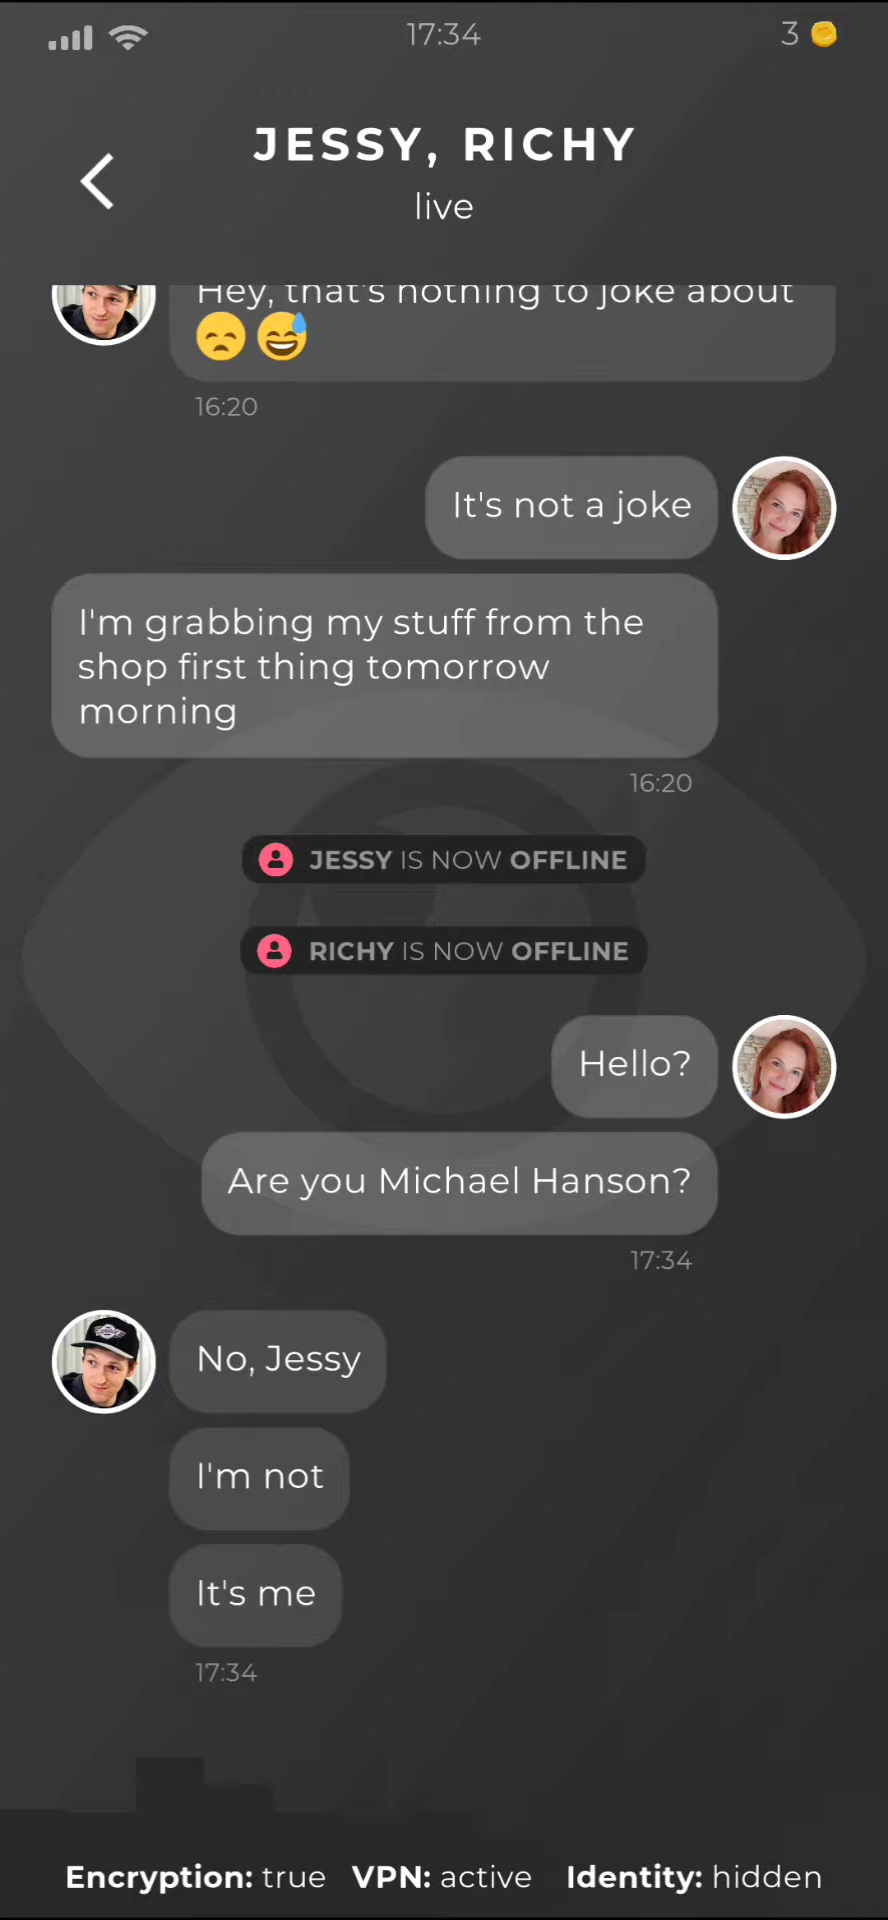 17:34
3
JESSY, RICHY
live
Hey, that's nothing to joke about
😞 😅
16:20
It's not a joke
I'm grabbing my stuff from the
shop first thing tomorrow
morning
16:20
JESSY IS NOW OFFLINE
RICHY IS NOW OFFLINE
Hello?
Are you Michael Hanson?
17:34
No, Jessy
I'm not
It's me
17:34
Encryption: true VPN: active Identity: hidden